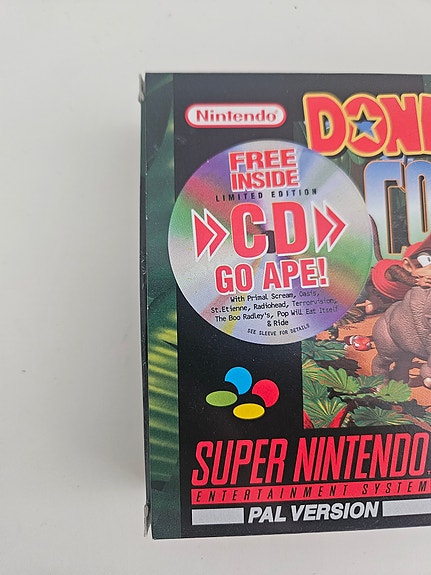 Nintendo
DON
CO
FREE
INSIDE
LIMITED EDITION
CD
GO APE!
With Primal Scream, Oasis,
St.Etienne, Radiohead, Terrorvision,
The Boo Radley's, Pop Will Eat Itself
& Ride
SEE SLEEVE FOR DETAILS
SUPER NINTENDO
ENTERTAINMENT SYSTEM
PAL VERSION